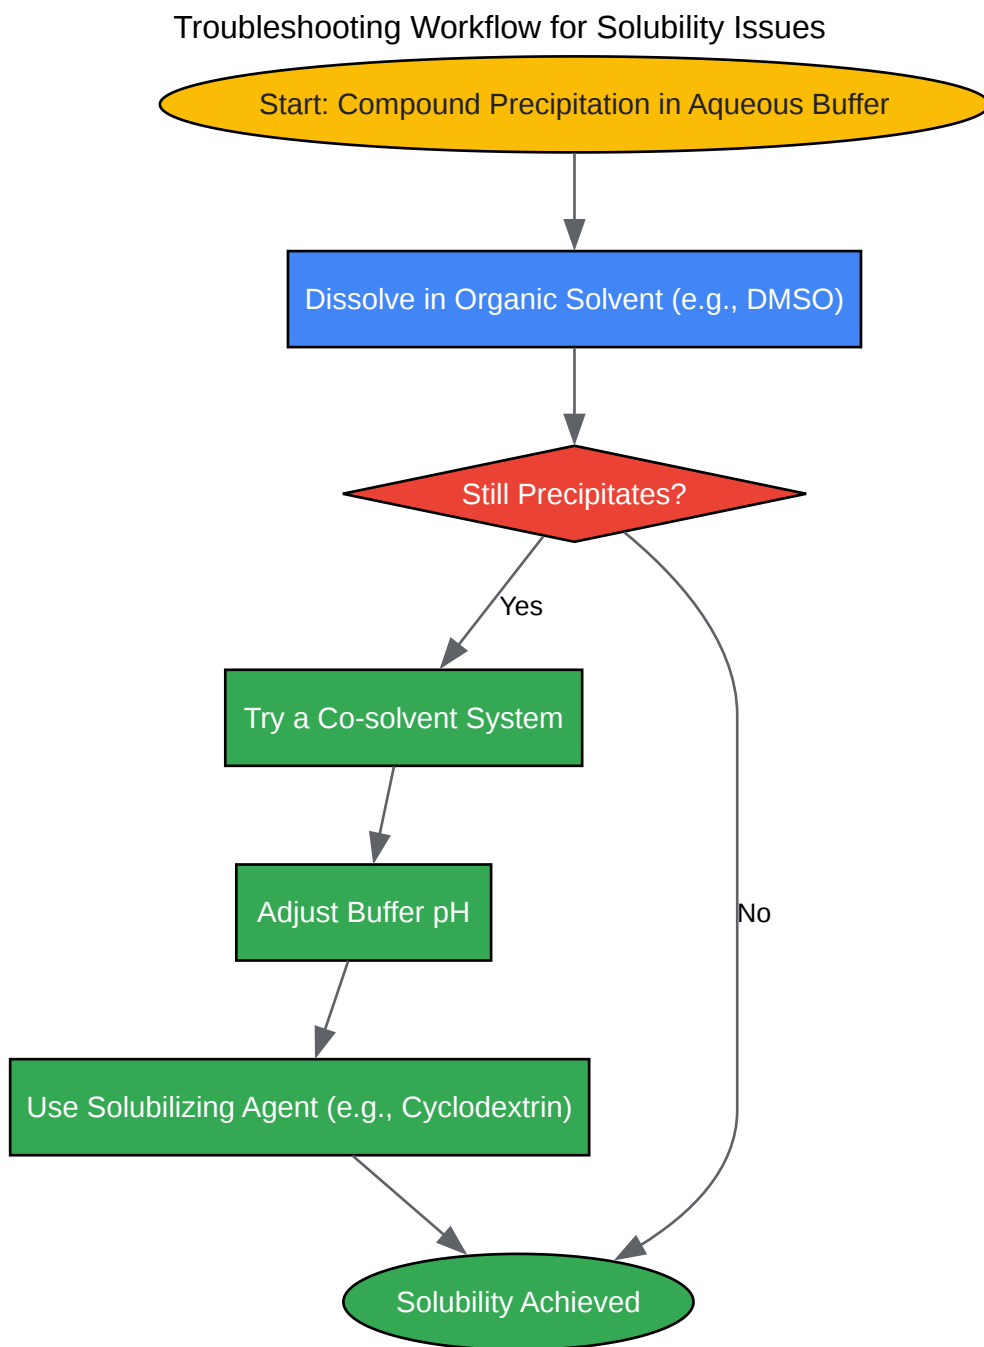 Troubleshooting Workflow for Solubility Issues
Start: Compound Precipitation in Aqueous Buffer
Dissolve in Organic Solvent (e.g., DMSO)
Still Precipitates?
Yes
Try a Co-solvent System
Adjust Buffer pH
No
Use Solubilizing Agent (e.g., Cyclodextrin)
Solubility Achieved